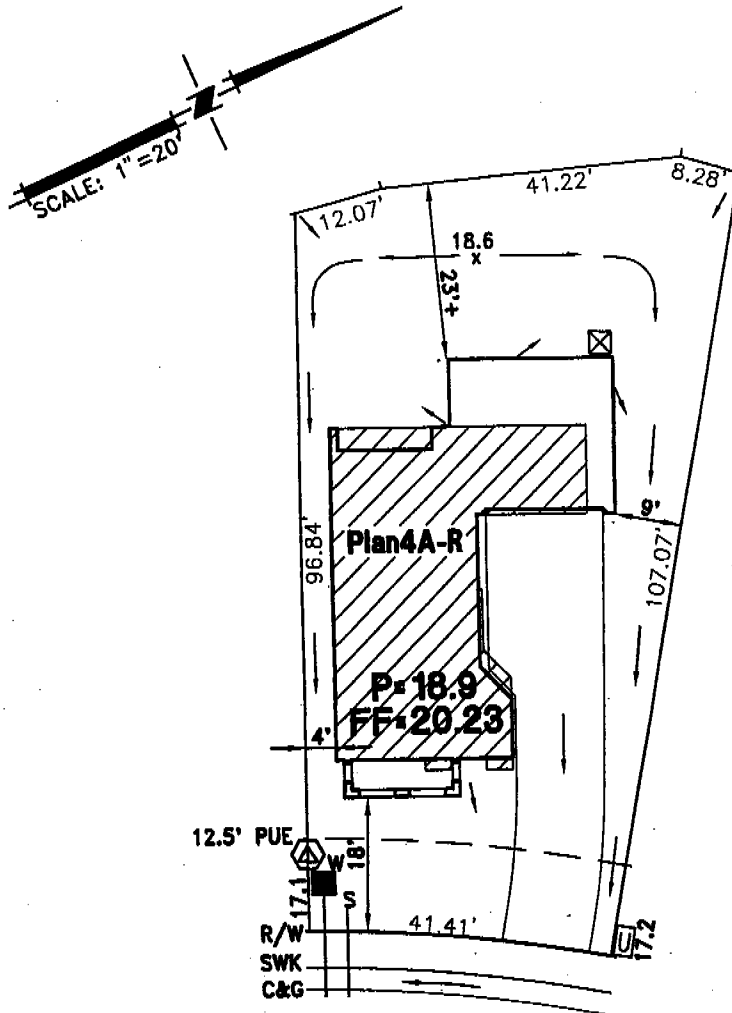 N
SCALE: 1"=20'
12.07'
41.22'
8.28'
18.6
x
23'+
96.84'
Plan4A-R
9'
107.07'
P=18.9
FF=20.23
4'
12.5' PUE
W
18'
S
17.1
41.41'
U
17.2
R/W
SWK
C&G